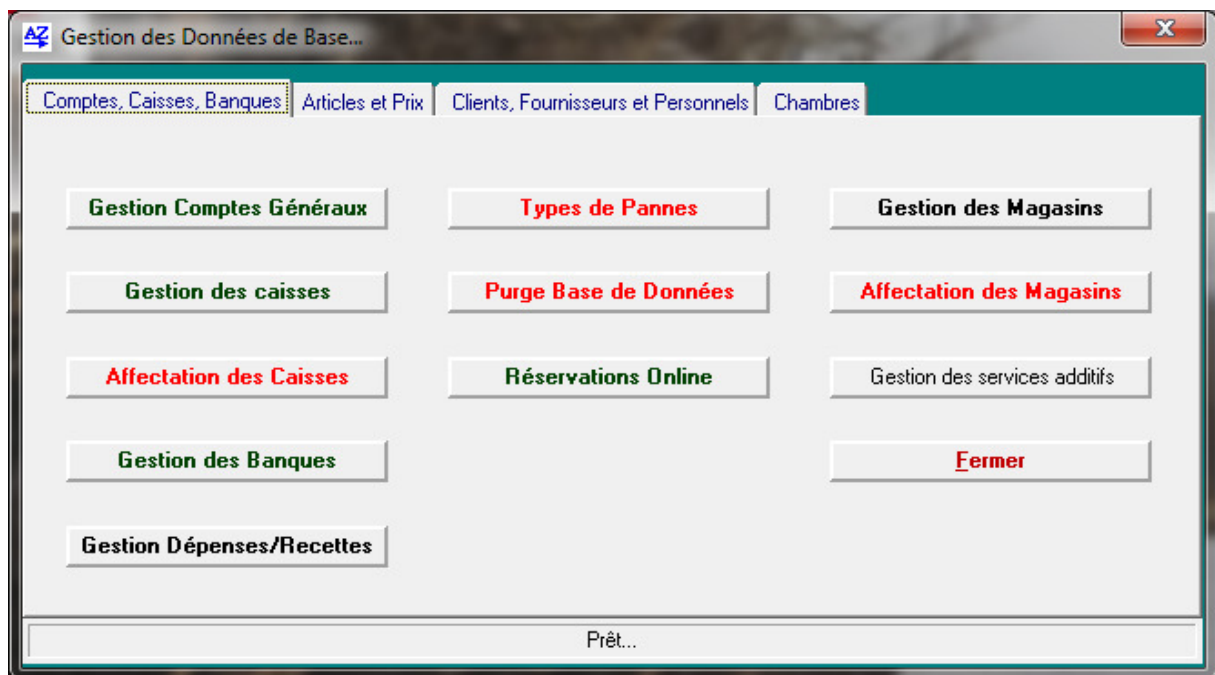 AZ Gestion des Données de Base...
Comptes, Caisses, Banques Articles et Prix Clients, Fournisseurs et Personnels Chambres
Gestion Comptes Généraux Types de Pannes Gestion des Magasins
Gestion des caisses Purge Base de Données Affectation des Magasins
Affectation des Caisses Réservations Online Gestion des services additifs
Gestion des Banques Fermer
Gestion Dépenses/Recettes
Prêt...